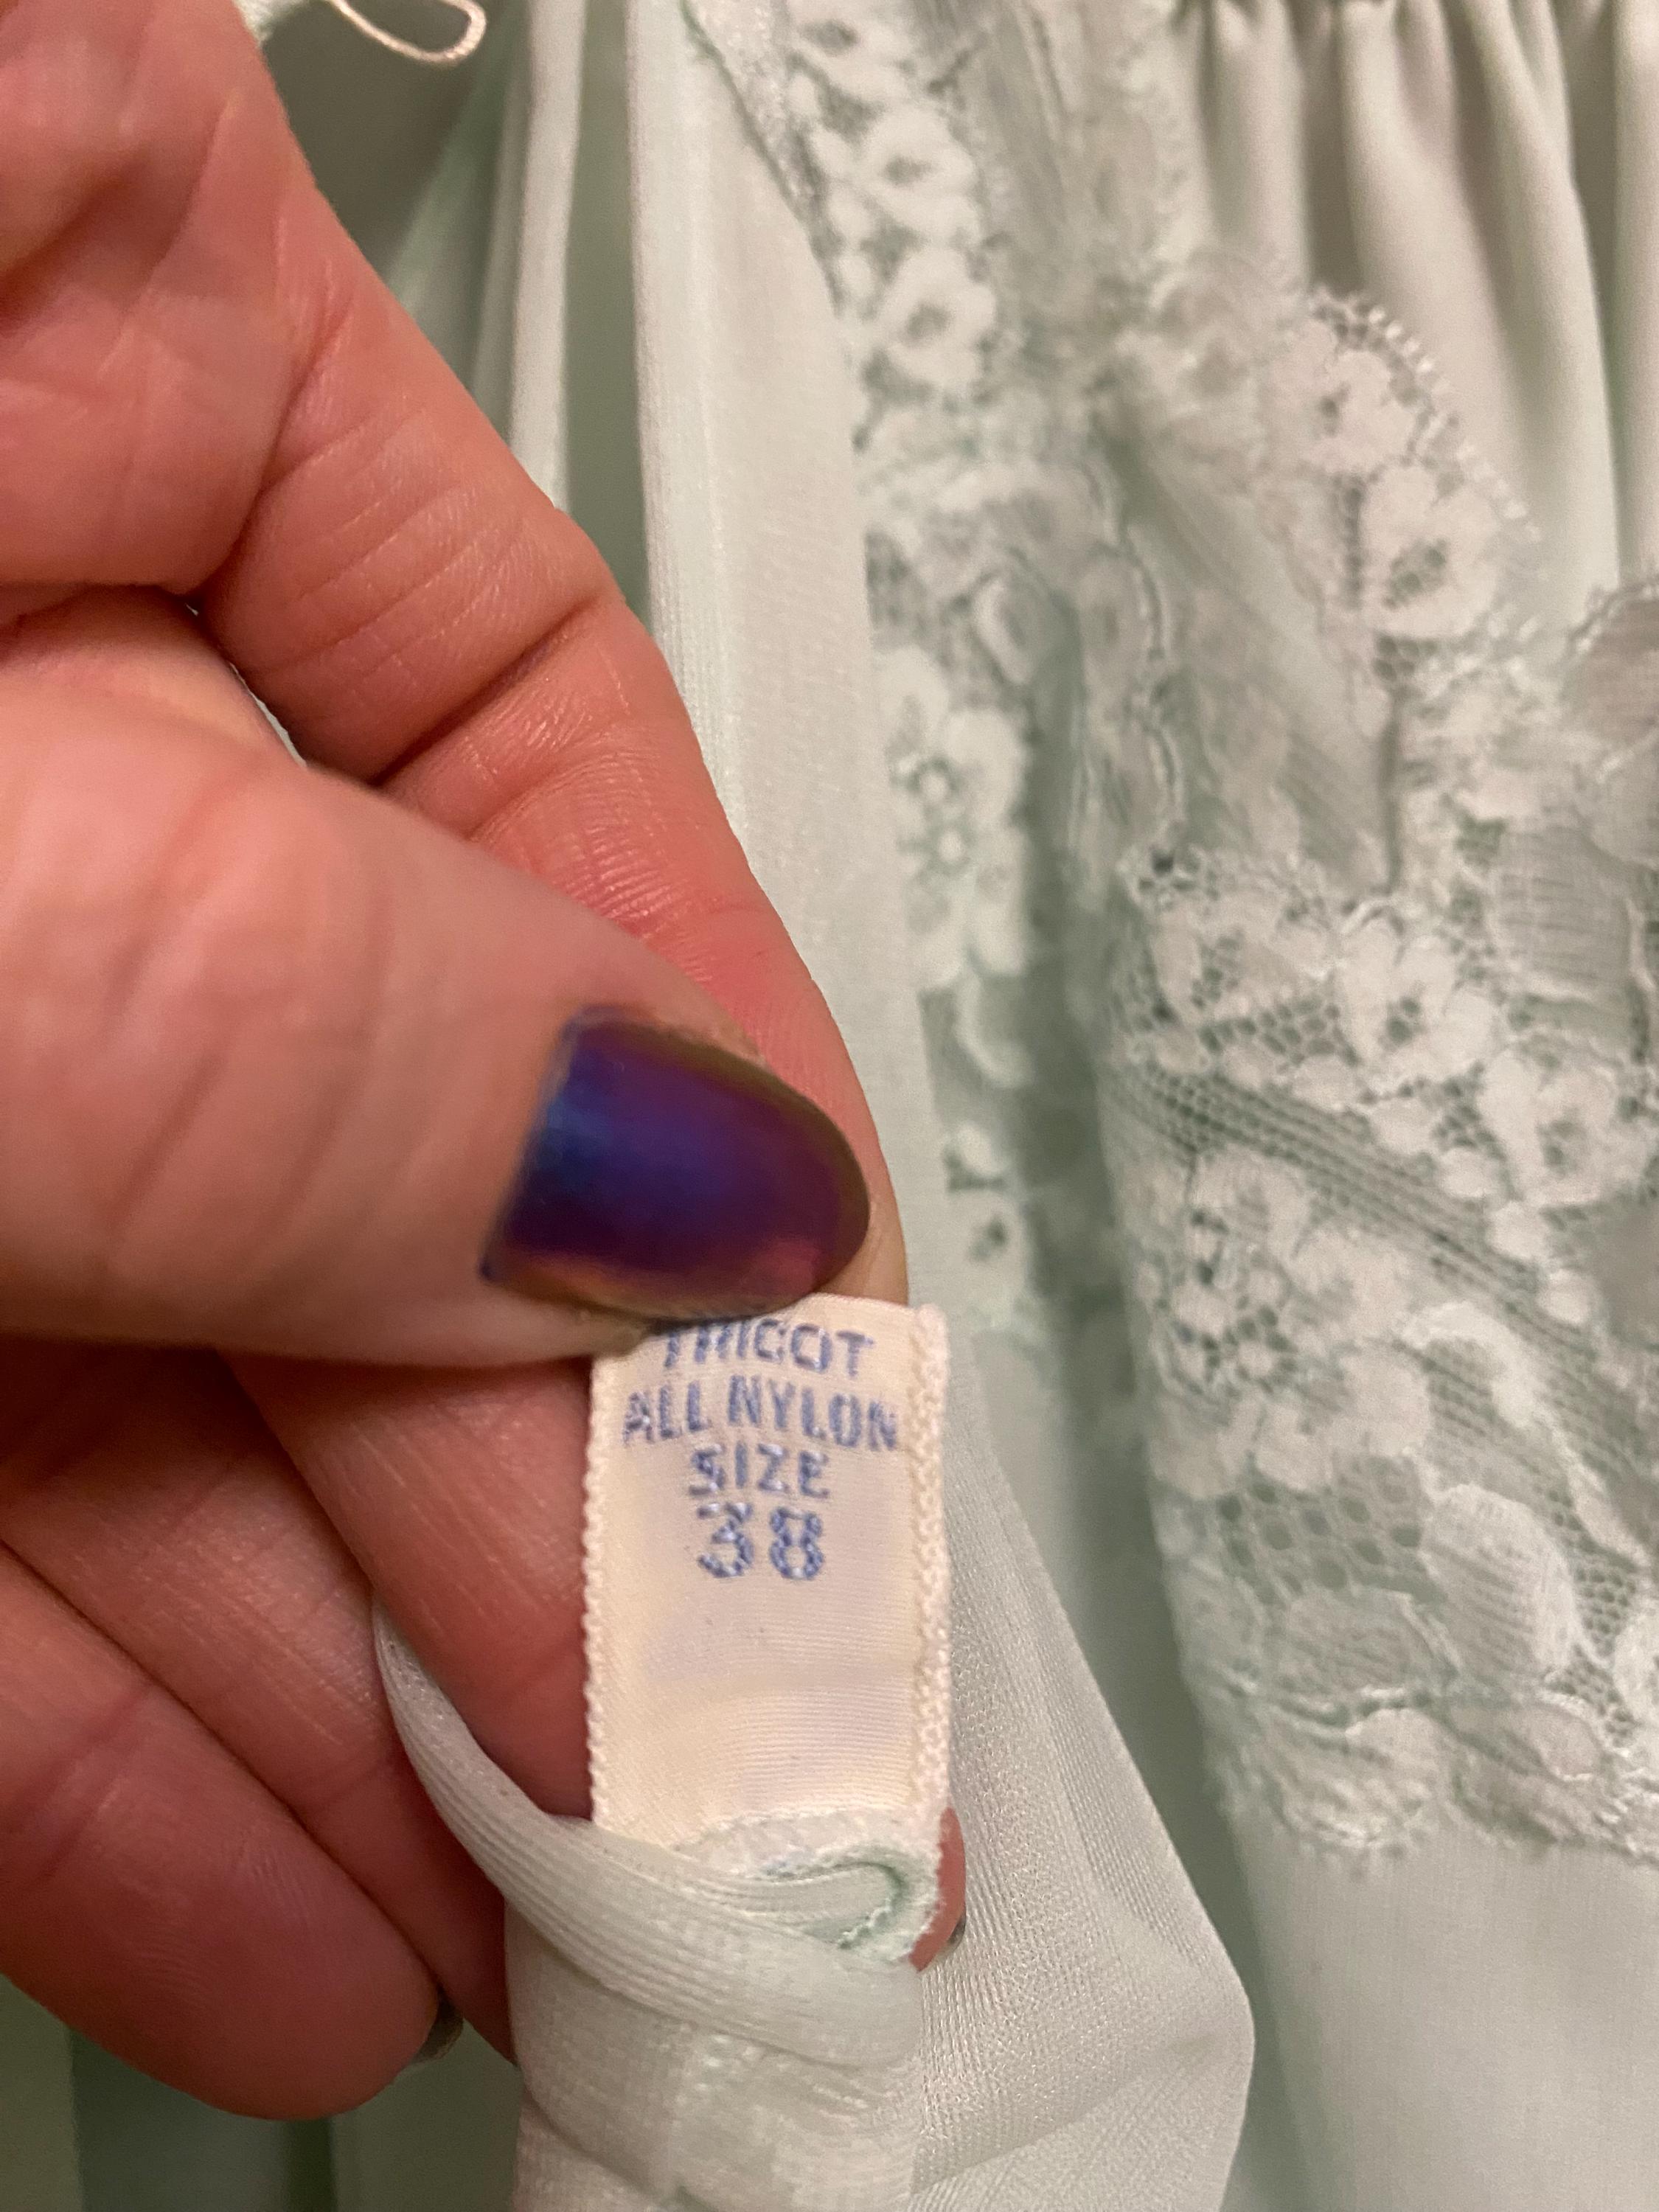 TRICOT
ALL NYLON
SIZE
38